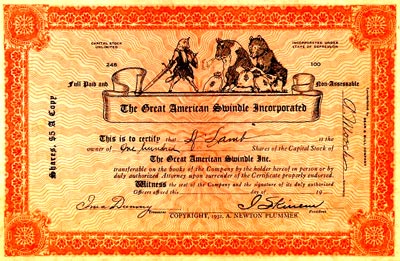 CAPITAL STOCK
UNLIMITED
INCORPORATED UNDER
STATE OF DEPRESSION
246
100
Full Paid and
Non-Assessable
The Great American Swindle Incorporated
Shares, $5 A Copy
This is to certify that A Lamb is the
owner of One hundred Shares of the Capital Stock of
The Great American Swindle Inc.
transferable on the books of the Company by the holder hereof in person or by
duly authorized Attorney upon surrender of the Certificate properly endorsed.
Witness the seal of the Company and the signature of its duly authorized
Officers affixed this day of 19
Ima Dummy
Treasurer
I. Skinem
President
COPYRIGHT, 1931, A. NEWTON PLUMMER